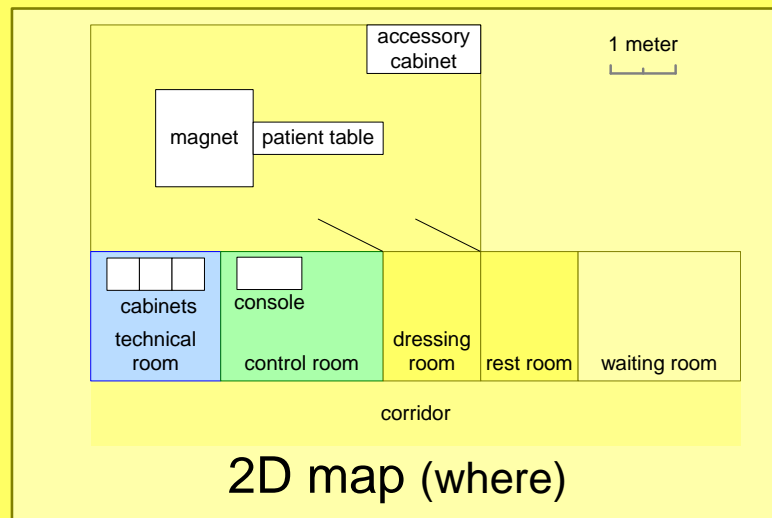 accessory
cabinet
1 meter
magnet
patient table
cabinets
console
technical
room
control room
dressing
room
rest room
waiting room
corridor
2D map (where)